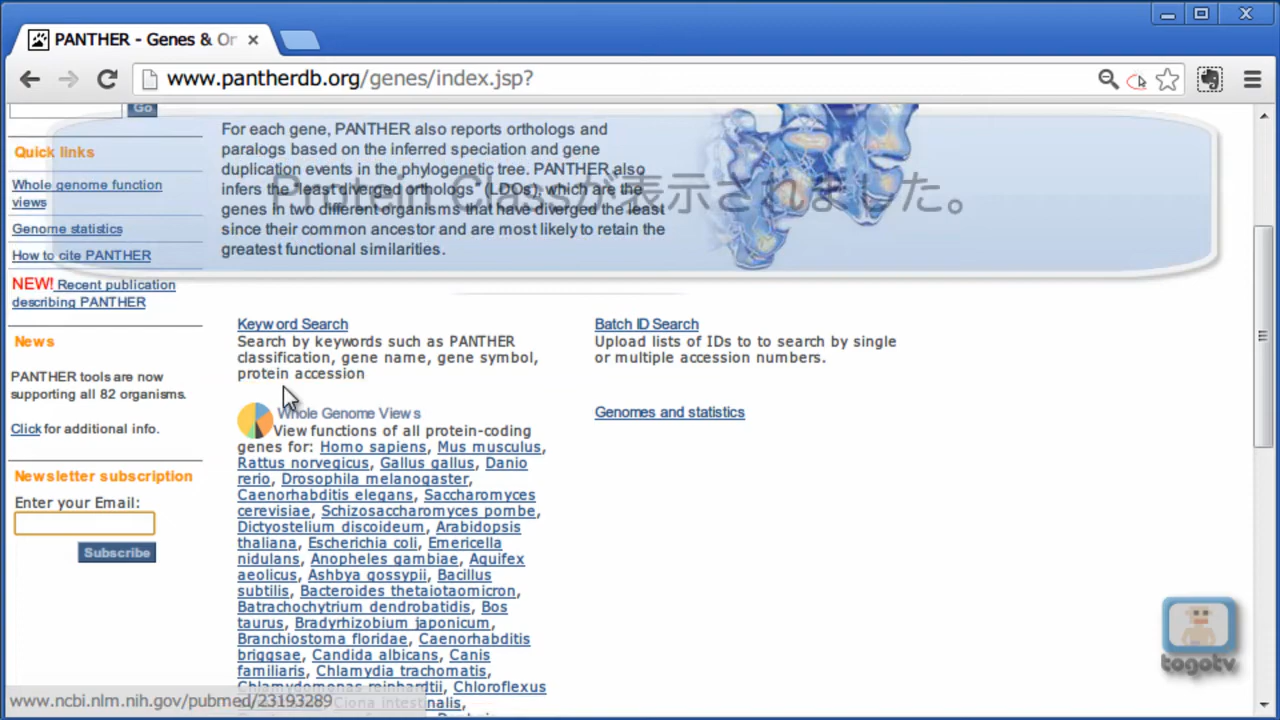 PANTHER - Genes & Or
www.pantherdb.org/genes/index.jsp?
Go
Quick links
Whole genome function
views
Genome statistics
How to cite PANTHER
NEW! Recent publication
describing PANTHER
News
PANTHER tools are now
supporting all 82 organisms.
Click for additional info.
Newsletter subscription
Enter your Email:
Subscribe
For each gene, PANTHER also reports orthologs and
paralogs based on the inferred speciation and gene
duplication events in the phylogenetic tree. PANTHER also
infers the "least diverged orthologs" (LDOs), which are the
genes in two different organisms that have diverged the least
since their common ancestor and are most likely to retain the
greatest functional similarities.
Protein Classが表示されました。
Keyword Search
Search by keywords such as PANTHER
classification, gene name, gene symbol,
protein accession
Batch ID Search
Upload lists of IDs to to search by single
or multiple accession numbers.
Whole Genome Views
View functions of all protein-coding
genes for: Homo sapiens, Mus musculus,
Rattus norvegicus, Gallus gallus, Danio
rerio, Drosophila melanogaster,
Caenorhabditis elegans, Saccharomyces
cerevisiae, Schizosaccharomyces pombe,
Dictyostelium discoideum, Arabidopsis
thaliana, Escherichia coli, Emericella
nidulans, Anopheles gambiae, Aquifex
aeolicus, Ashbya gossypii, Bacillus
subtilis, Bacteroides thetaiotaomicron,
Batrachochytrium dendrobatidis, Bos
taurus, Bradyrhizobium japonicum,
Branchiostoma floridae, Caenorhabditis
briggsae, Candida albicans, Canis
familiaris, Chlamydia trachomatis,
Chlamydomonas reinhardtii, Chloroflexus
Ciona intestinalis,
Genomes and statistics
www.ncbi.nlm.nih.gov/pubmed/23193289
togotv